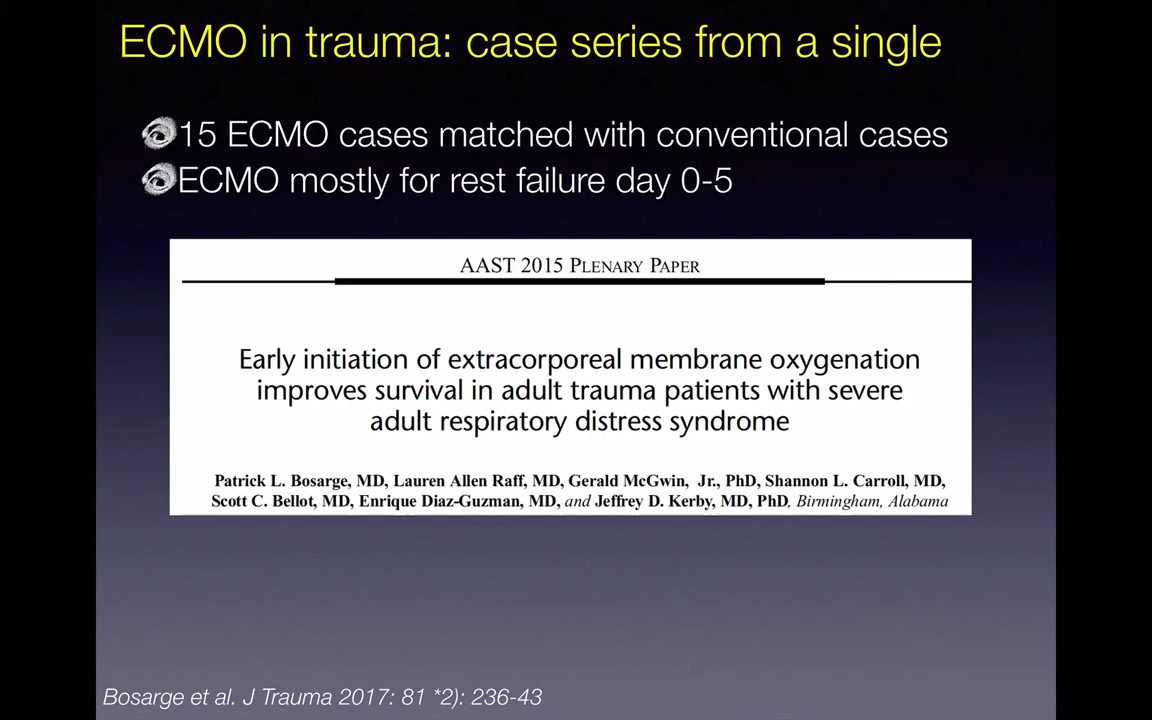 ECMO in trauma: case series from a single
15 ECMO cases matched with conventional cases
ECMO mostly for rest failure day 0-5
AAST 2015 PLENARY PAPER
Early initiation of extracorporeal membrane oxygenation
improves survival in adult trauma patients with severe
adult respiratory distress syndrome
Patrick L. Bosarge, MD, Lauren Allen Raff, MD, Gerald McGwin, Jr., PhD, Shannon L. Carroll, MD,
Scott C. Bellot, MD, Enrique Diaz-Guzman, MD, and Jeffrey D. Kerby, MD, PhD, Birmingham, Alabama
Bosarge et al. J Trauma 2017: 81 *2): 236-43